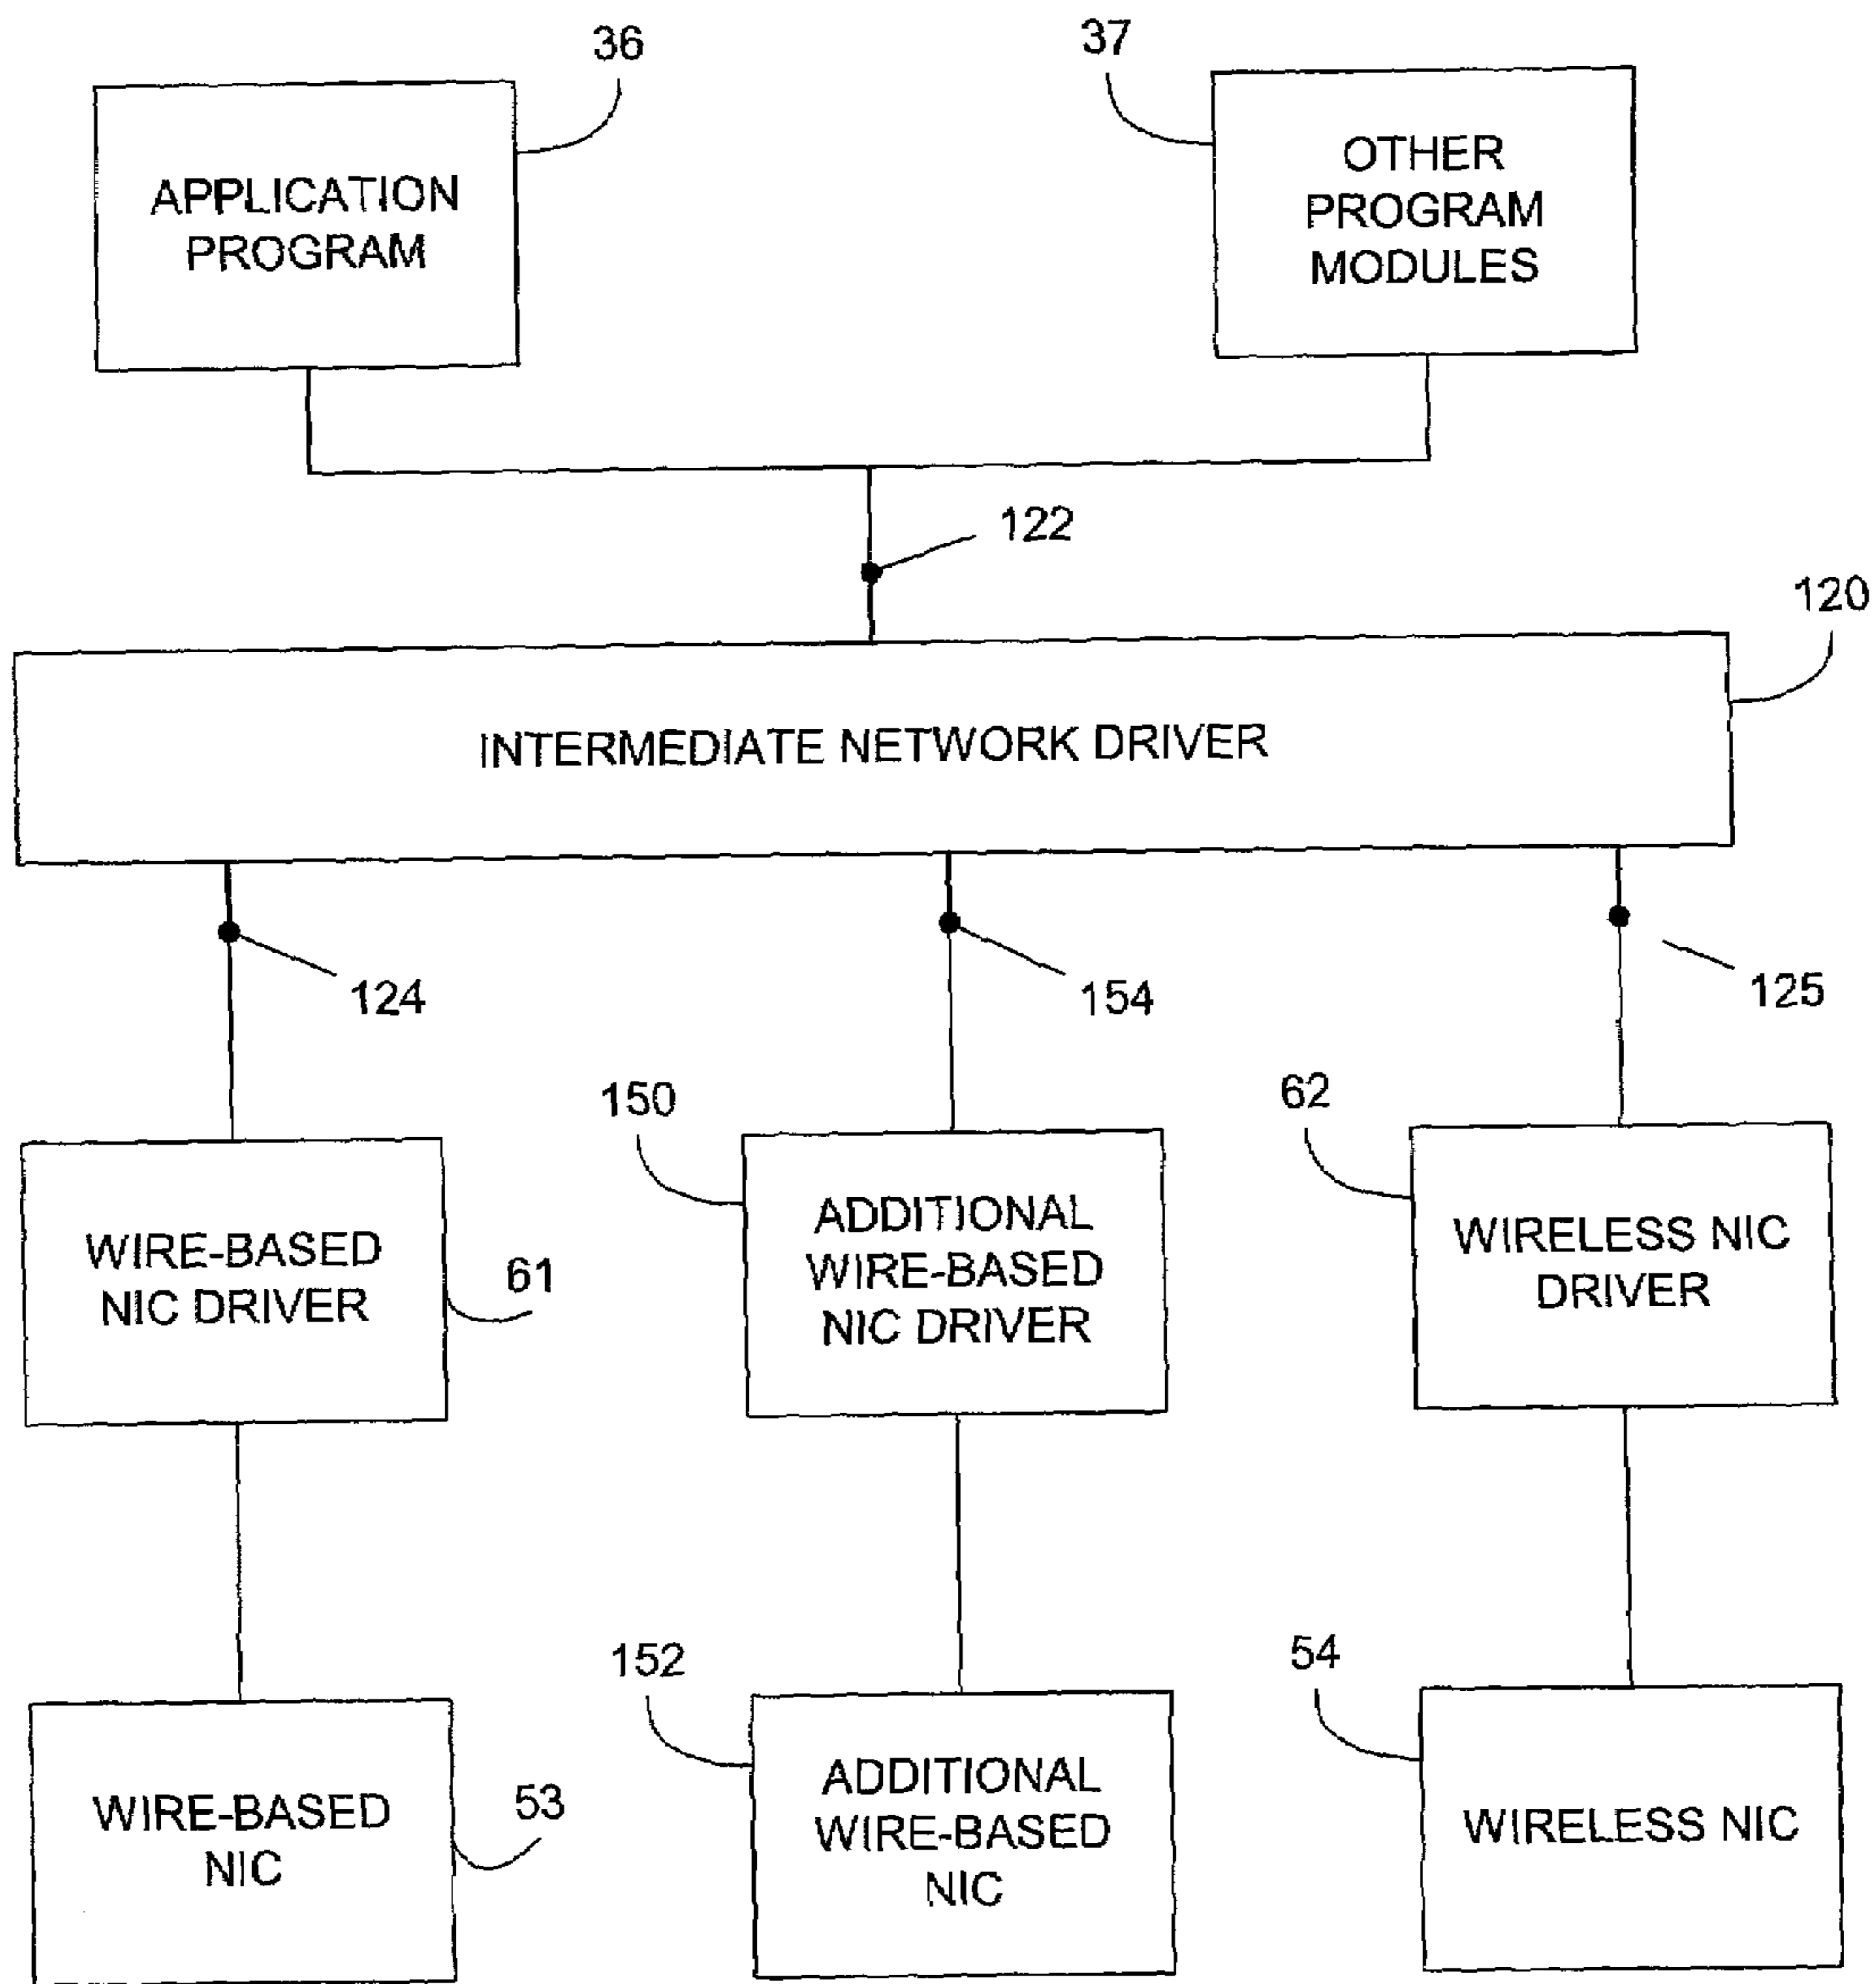 36
37
APPLICATION
PROGRAM
OTHER
PROGRAM
MODULES
122
120
INTERMEDIATE NETWORK DRIVER
124
154
125
150
62
WIRE-BASED
NIC DRIVER
61
ADDITIONAL
WIRE-BASED
NIC DRIVER
WIRELESS NIC
DRIVER
152
54
WIRE-BASED
NIC
53
ADDITIONAL
WIRE-BASED
NIC
WIRELESS NIC